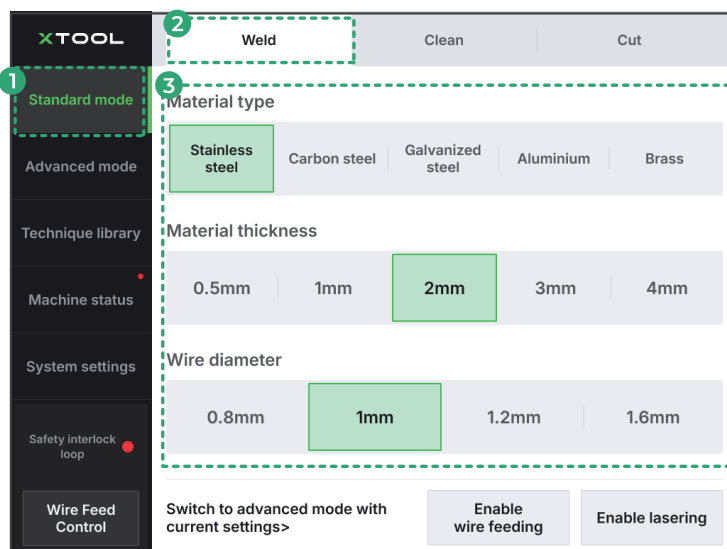 XTOOL
2
Weld
Clean
Cut
1
Standard mode
Advanced mode
Technique library
Machine status
System settings
Safety interlock
loop
Wire Feed
Control
3
Material type
Stainless
steel
Carbon steel
Galvanized
steel
Aluminium
Brass
Material thickness
0.5mm
1mm
2mm
3mm
4mm
Wire diameter
0.8mm
1mm
1.2mm
1.6mm
Switch to advanced mode with
current settings>
Enable
wire feeding
Enable lasering